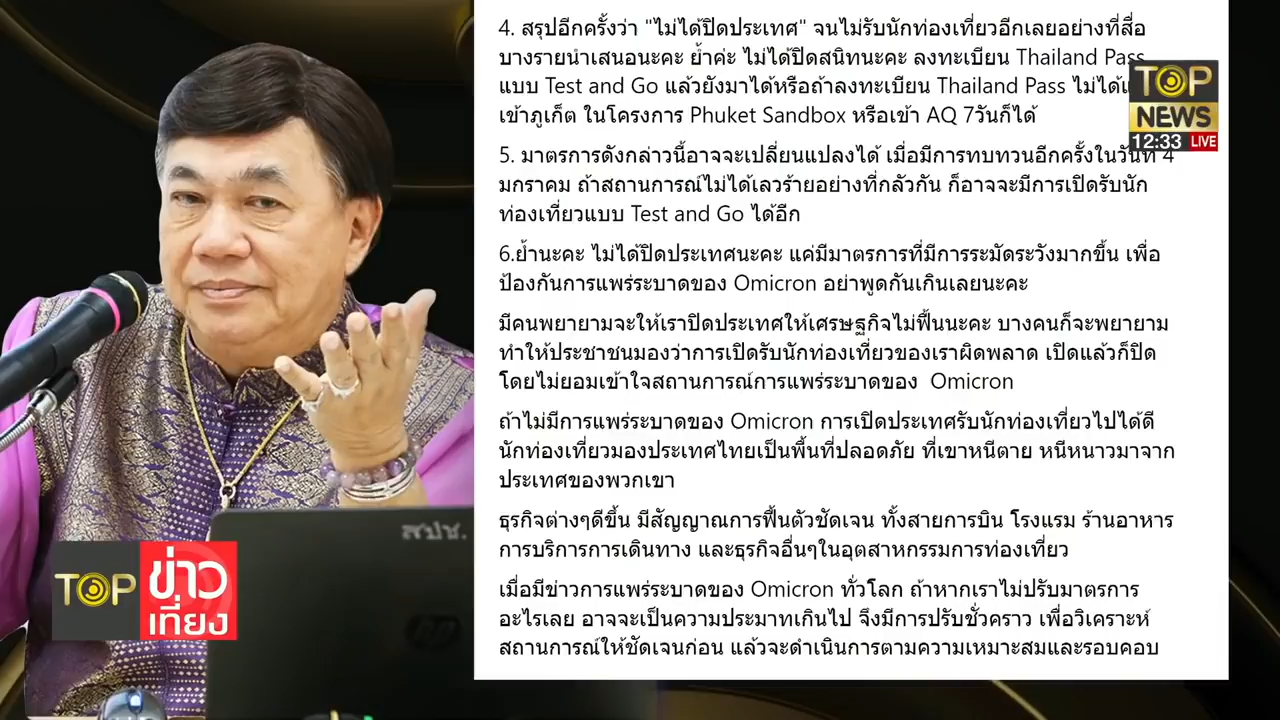 4. สรุปอีกครั้งว่า "ไม่ได้ปิดประเทศ" จนไม่รับนักท่องเที่ยวอีกเลยอย่างที่สื่อ
บางรายนำเสนอนะคะ ย้ำค่ะ ไม่ได้ปิดสนิทนะคะ ลงทะเบียน Thailand Pass
แบบ Test and Go แล้วยังมาได้หรือถ้าลงทะเบียน Thailand Pass ไม่ได้
เข้าภูเก็ต ในโครงการ Phuket Sandbox หรือเข้า AQ 7วันก็ได้
TOP
NEWS
12:33 LIVE
5. มาตรการดังกล่าวนี้อาจจะเปลี่ยนแปลงได้ เมื่อมีการทบทวนอีกครั้งในวันที่ 4
มกราคม ถ้าสถานการณ์ไม่ได้เลวร้ายอย่างที่กลัวกัน ก็อาจจะมีการเปิดรับนัก
ท่องเที่ยวแบบ Test and Go ได้อีก
6.ย้ำนะคะ ไม่ได้ปิดประเทศนะคะ แค่มีมาตรการที่มีการระมัดระวังมากขึ้น เพื่อ
ป้องกันการแพร่ระบาดของ Omicron อย่าพูดกันเกินเลยนะคะ
มีคนพยายามจะให้เราปิดประเทศให้เศรษฐกิจไม่ฟื้นนะคะ บางคนก็จะพยายาม
ทำให้ประชาชนมองว่าการเปิดรับนักท่องเที่ยวของเราผิดพลาด เปิดแล้วก็ปิด
โดยไม่ยอมเข้าใจสถานการณ์การแพร่ระบาดของ Omicron
ถ้าไม่มีการแพร่ระบาดของ Omicron การเปิดประเทศรับนักท่องเที่ยวไปได้ดี
นักท่องเที่ยวมองประเทศไทยเป็นพื้นที่ปลอดภัย ที่เขาหนีตาย หนีหนาวมาจาก
ประเทศของพวกเขา
ธุรกิจต่างๆดีขึ้น มีสัญญาณการฟื้นตัวชัดเจน ทั้งสายการบิน โรงแรม ร้านอาหาร
การบริการการเดินทาง และธุรกิจอื่นๆในอุตสาหกรรมการท่องเที่ยว
เมื่อมีข่าวการแพร่ระบาดของ Omicron ทั่วโลก ถ้าหากเราไม่ปรับมาตรการ
อะไรเลย อาจจะเป็นความประมาทเกินไป จึงมีการปรับชั่วคราว เพื่อวิเคราะห์
สถานการณ์ให้ชัดเจนก่อน แล้วจะดำเนินการตามความเหมาะสมและรอบคอบ
สปช.
hp
TOP ข่าว
เที่ยง